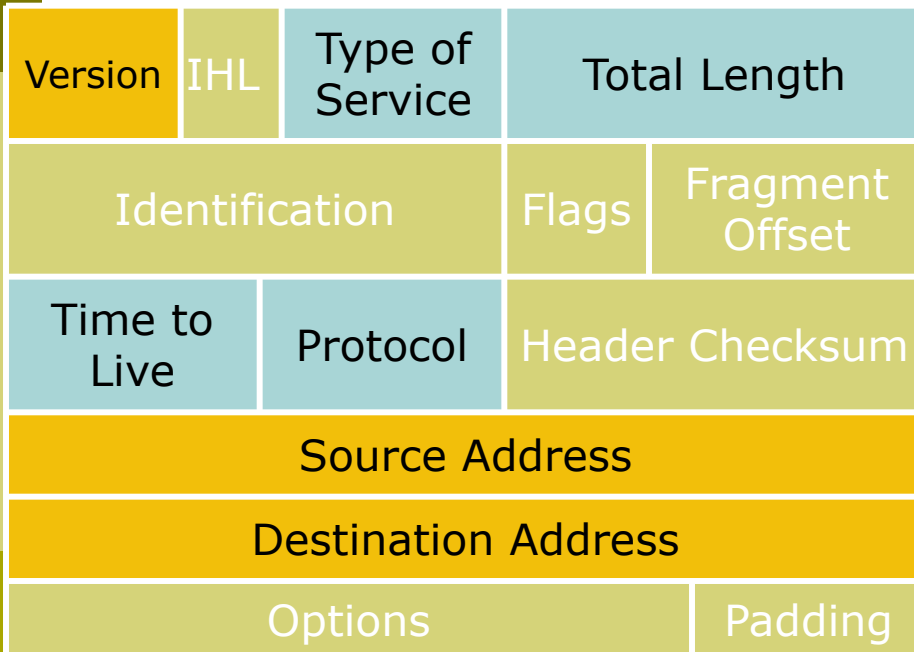 Version
IHL
Type of
Service
Total Length
Identification
Flags
Fragment
Offset
Time to
Live
Protocol
Header Checksum
Source Address
Destination Address
Options
Padding